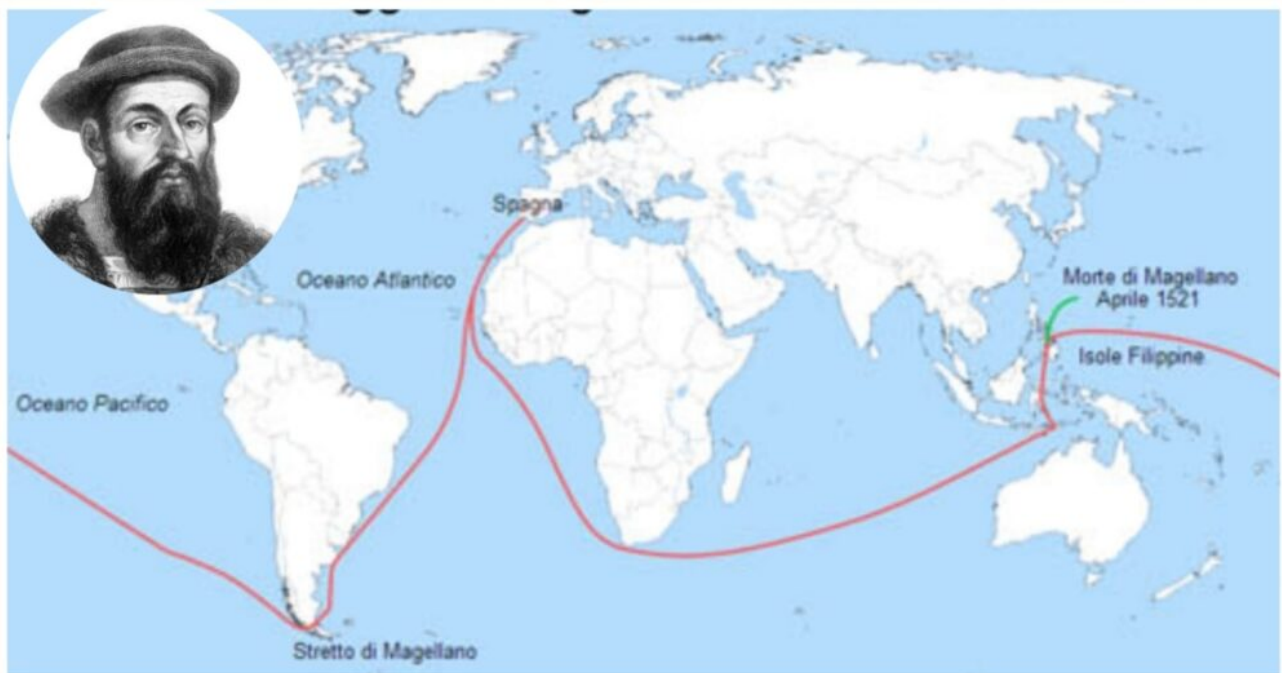 Spagna
Oceano Atlantico
Morte di Magellano
Aprile 1521
Isole Filippine
Oceano Pacifico
Stretto di Magellano